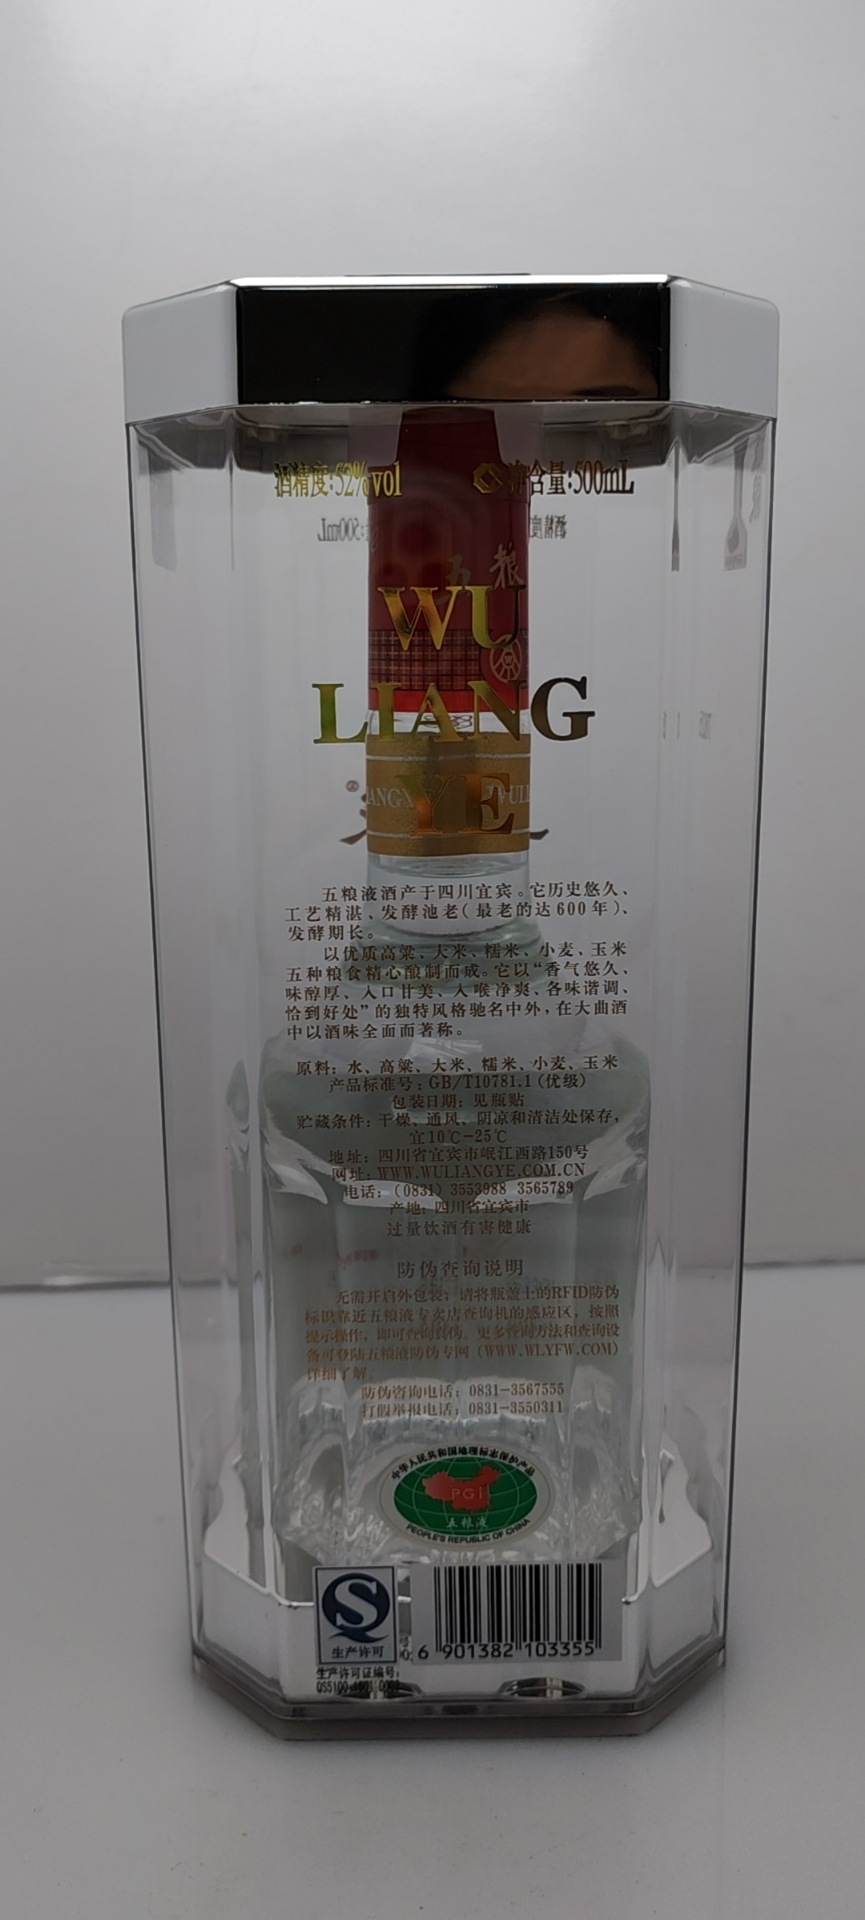 酒精度:52%vol
净含量:500mL
五粮
WU
LIANG
YE
五粮液酒产于四川宜宾。它历史悠久、
工艺精湛、发酵池老(最老的达600年)、
发酵期长。
以优质高粱、大米、糯米、小麦、玉米
五种粮食精心酿制而成。它以“香气悠久、
味醇厚、入口甘美、入喉净爽、各味谐调、
恰到好处”的独特风格驰名中外,在大曲酒
中以酒味全面而著称。
原料：水、高粱、大米、糯米、小麦、玉米
产品标准号：GB/T10781.1(优级)
包装日期：见瓶贴
贮藏条件：干燥、通风、阴凉和清洁处保存，
宜10℃-25℃
地址：四川省宜宾市岷江西路150号
网址：WWW.WULIANGYE.COM.CN
电话：(0831) 3553988 3565789
产地：四川省宜宾市
过量饮酒有害健康
防伪查询说明
无需开启外包装；请将瓶盖上的RFID防伪
标识靠近五粮液专卖店查询机的感应区，按照
提示操作，即可查询真伪。更多查询方法和查询设
备可登陆五粮液防伪专网(WWW.WLYFW.COM)
详细了解。
防伪咨询电话：0831-3567555
打假举报电话：0831-3550311
中华人民共和国地理标志保护产品
PGI
五粮液
PEOPLE'S REPUBLIC OF CHINA
生产许可
6 901382 103355
生产许可证编号：